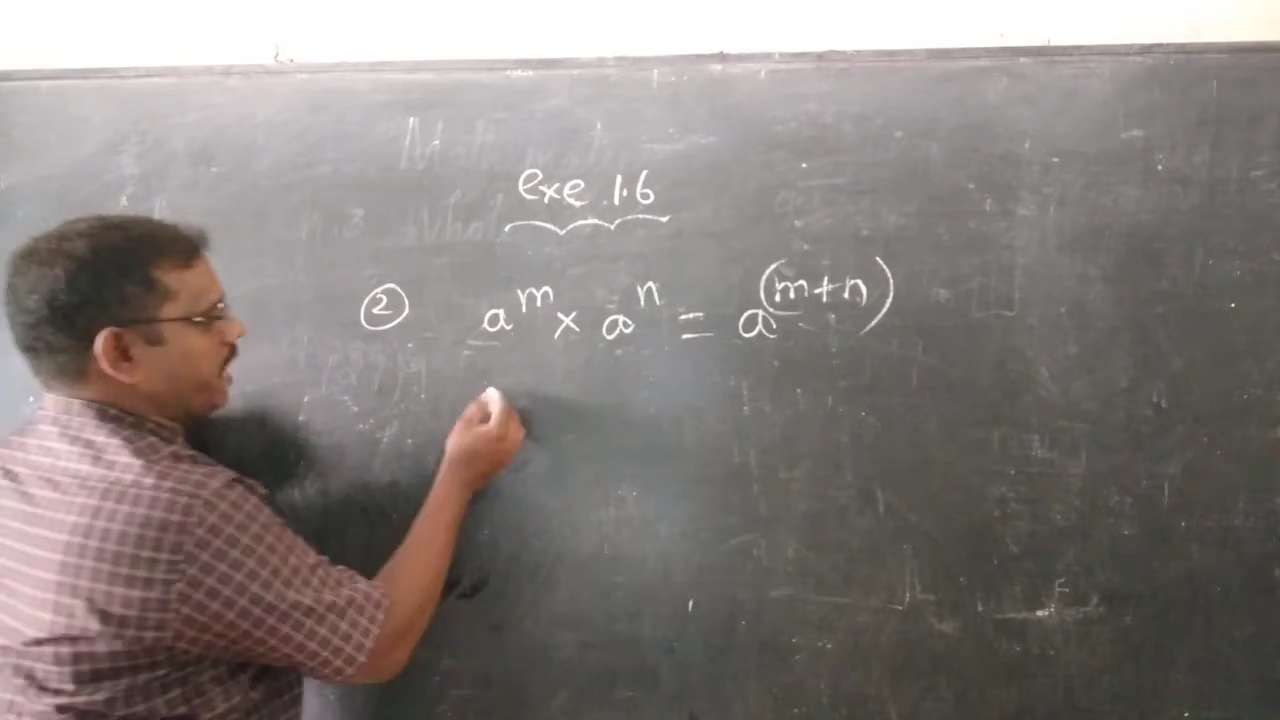 exe 1.6
② a^m × a^n = a^(m+n)